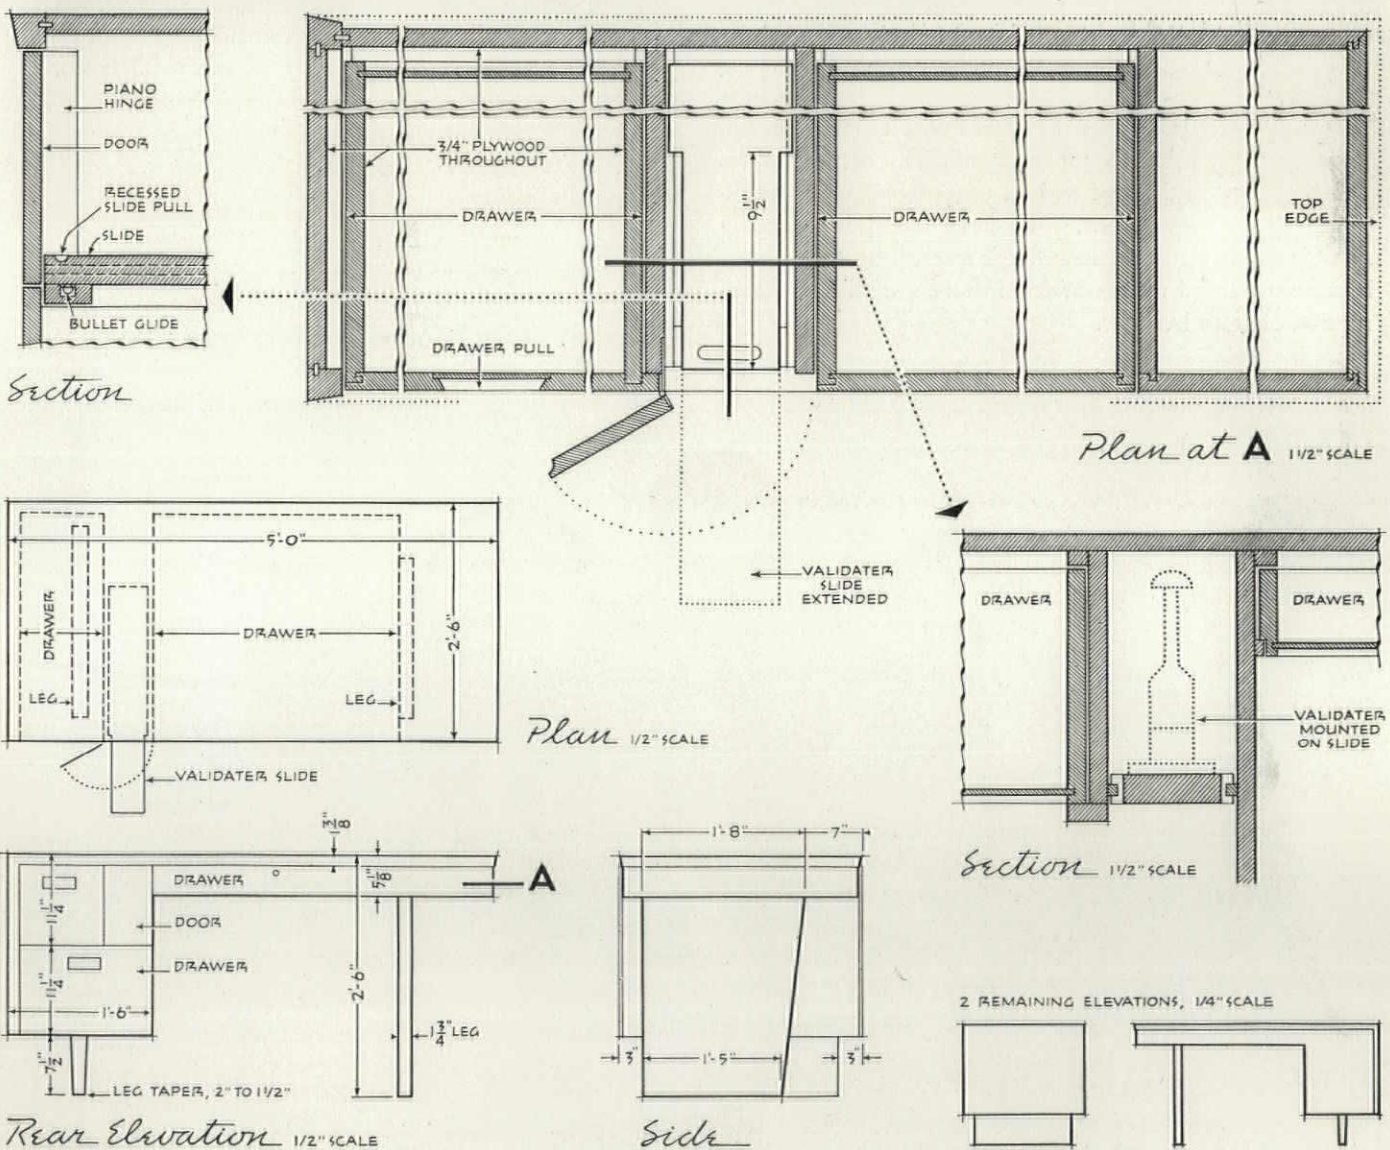 PIANO
HINGE
DOOR
RECESSED
SLIDE PULL
SLIDE
BULLET GLIDE
Section
3/4" PLYWOOD
THROUGHOUT
DRAWER
DRAWER
9 1/2"
TOP
EDGE
DRAWER PULL
Plan at A 1 1/2" SCALE
VALIDATER
SLIDE
EXTENDED
5'-0"
DRAWER
DRAWER
2'-6"
LEG
LEG
VALIDATER SLIDE
Plan 1/2" SCALE
DRAWER
DRAWER
VALIDATER
MOUNTED
ON SLIDE
Section 1 1/2" SCALE
3 1/8"
5 7/8"
DRAWER
A
11 1/4"
DOOR
DRAWER
11 1/4"
1'-6"
2'-6"
1 3/4" LEG
7 1/2"
LEG TAPER, 2" TO 1 1/2"
Rear Elevation 1/2" SCALE
1'-8"
7"
3"
1'-5"
3"
Side
2 REMAINING ELEVATIONS, 1/4" SCALE